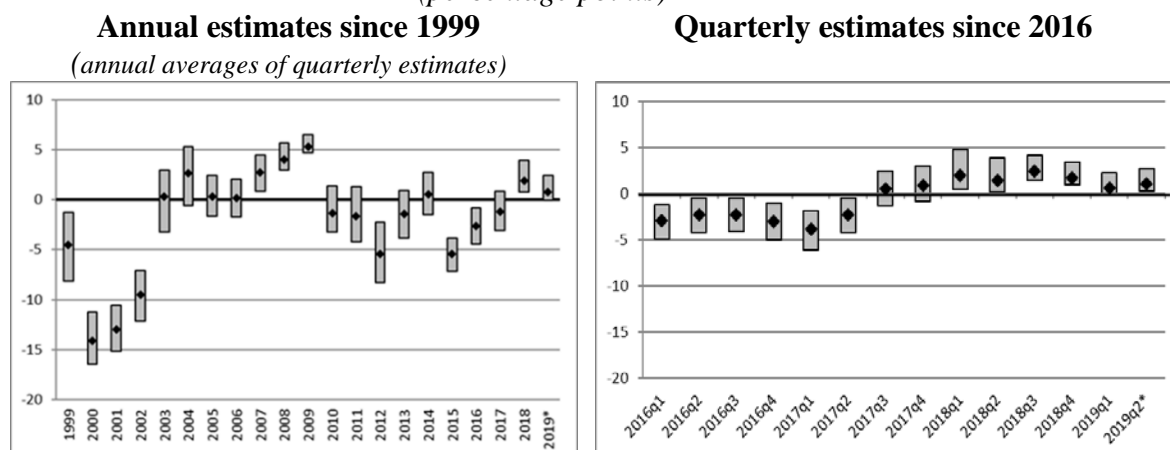 Annual estimates since 1999
(annual averages of quarterly estimates)
10
5
0
-5
-10
-15
-20
1999
2000
2001
2002
2003
2004
2005
2006
2007
2008
2009
2010
2011
2012
2013
2014
2015
2016
2017
2018
2019*
Quarterly estimates since 2016
10
5
0
-5
-10
-15
-20
2016q1
2016q2
2016q3
2016q4
2017q1
2017q2
2017q3
2017q4
2018q1
2018q2
2018q3
2018q4
2019q1
2019q2*